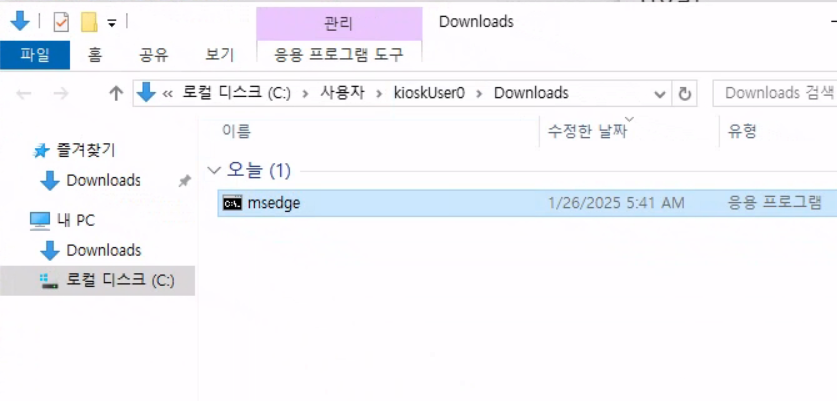 관리
Downloads
파일 홈 공유 보기 응용 프로그램 도구
« 로컬 디스크 (C:) › 사용자 › kioskUser0 › Downloads
Downloads 검색
이름 수정한 날짜 유형
즐겨찾기
Downloads
내 PC
Downloads
로컬 디스크 (C:)
오늘 (1)
msedge 1/26/2025 5:41 AM 응용 프로그램